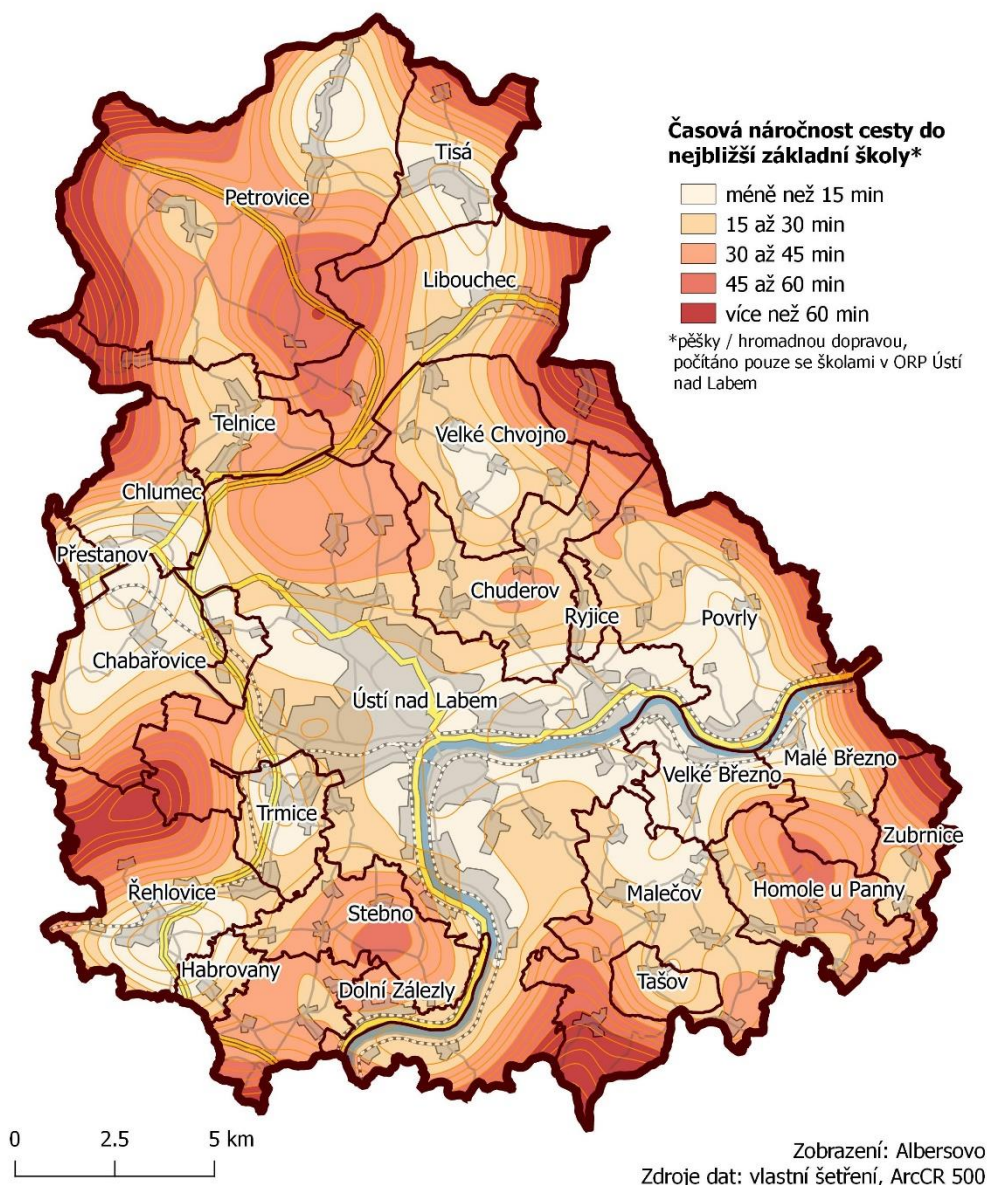 Časová náročnost cesty do
nejbližší základní školy*
méně než 15 min
15 až 30 min
30 až 45 min
45 až 60 min
více než 60 min
*pěšky / hromadnou dopravou,
počítáno pouze se školami v ORP Ústí
nad Labem
Tisá
Petrovice
Libouchec
Telnice
Velké Chvojno
Chlumec
Přestanov
Chuderov
Ryjice
Povrly
Chabařovice
Ústí nad Labem
Malé Březno
Velké Březno
Trmice
Zubrnice
Řehlovice
Malečov
Homole u Panny
Stebno
Habrovany
Dolní Zálezly
Tašov
0 2.5 5 km
Zobrazení: Albersovo
Zdroje dat: vlastní šetření, ArcCR 500